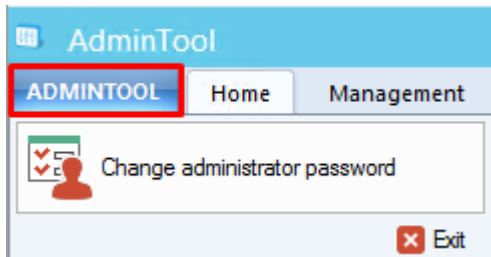 AdminTool
ADMINTOOL Home Management
Change administrator password
Exit